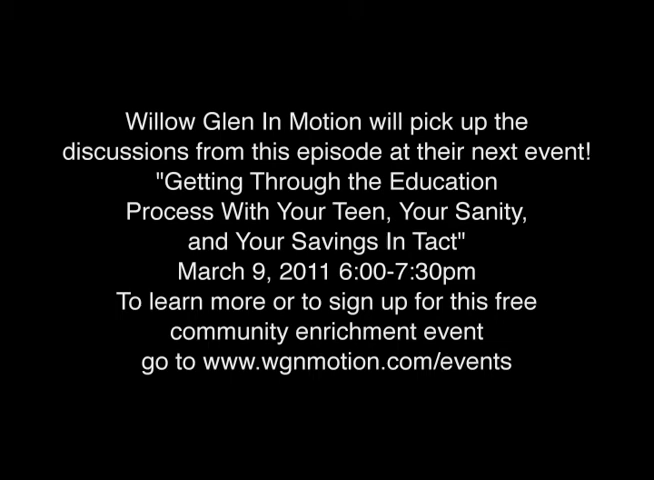 Willow Glen In Motion will pick up the
discussions from this episode at their next event!
"Getting Through the Education
Process With Your Teen, Your Sanity,
and Your Savings In Tact"
March 9, 2011 6:00-7:30pm
To learn more or to sign up for this free
community enrichment event
go to www.wgnmotion.com/events